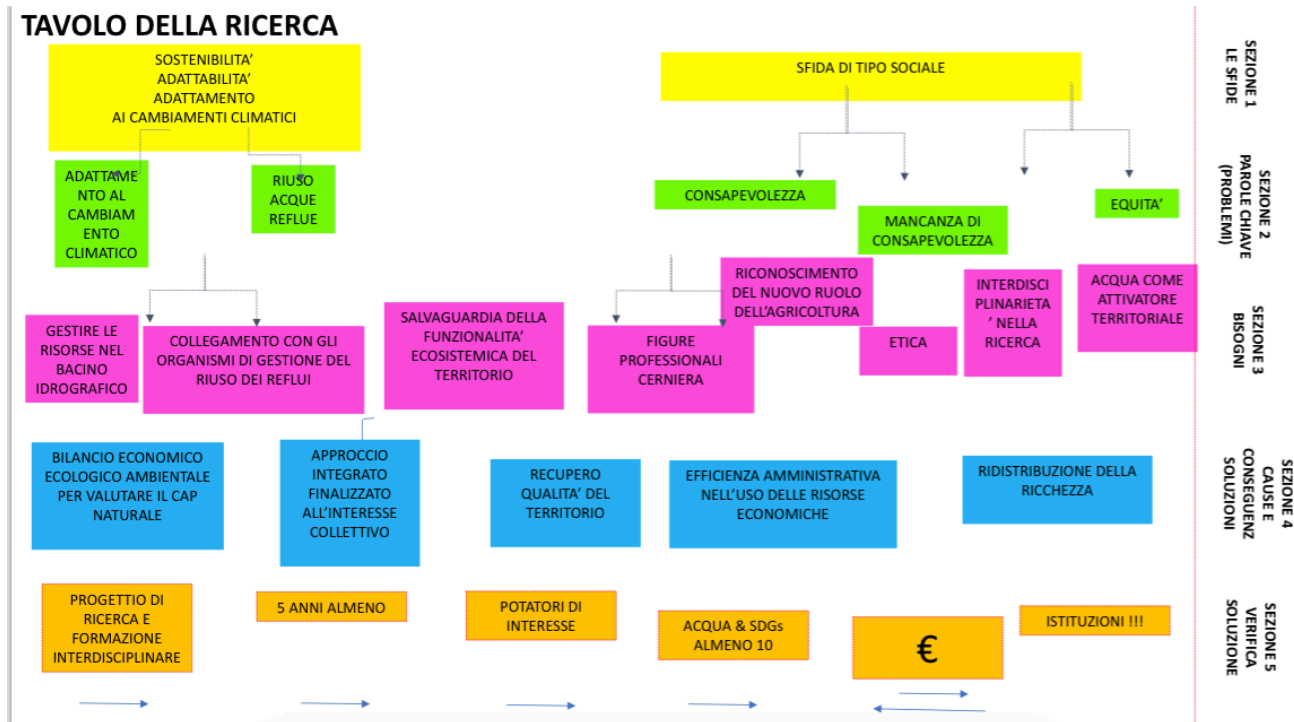 TAVOLO DELLA RICERCA
SOSTENIBILITA’
ADATTABILITA’
ADATTAMENTO
AI CAMBIAMENTI CLIMATICI
SFIDA DI TIPO SOCIALE
SEZIONE 1
LE SFIDE
ADATTAME
NTO AL
CAMBIAM
ENTO
CLIMATICO
RIUSO
ACQUE
REFLUE
CONSAPEVOLEZZA
MANCANZA DI
CONSAPEVOLEZZA
EQUITA’
SEZIONE 2
PAROLE CHIAVE
(PROBLEMI)
GESTIRE LE
RISORSE NEL
BACINO
IDROGRAFICO
COLLEGAMENTO CON GLI
ORGANISMI DI GESTIONE DEL
RIUSO DEI REFLUI
SALVAGUARDIA DELLA
FUNZIONALITA’
ECOSISTEMICA DEL
TERRITORIO
FIGURE
PROFESSIONALI
CERNIERA
RICONOSCIMENTO
DEL NUOVO RUOLO
DELL’AGRICOLTURA
ETICA
INTERDISCI
PLINARIETA
’ NELLA
RICERCA
ACQUA COME
ATTIVATORE
TERRITORIALE
SEZIONE 3
BISOGNI
BILANCIO ECONOMICO
ECOLOGICO AMBIENTALE
PER VALUTARE IL CAP
NATURALE
APPROCCIO
INTEGRATO
FINALIZZATO
ALL’INTERESSE
COLLETTIVO
RECUPERO
QUALITA’ DEL
TERRITORIO
EFFICIENZA AMMINISTRATIVA
NELL’USO DELLE RISORSE
ECONOMICHE
RIDISTRIBUZIONE DELLA
RICCHEZZA
SEZIONE 4
CAUSE E
CONSEGUENZ
SOLUZIONI
PROGETTIO DI
RICERCA E
FORMAZIONE
INTERDISCIPLINARE
5 ANNI ALMENO
POTATORI DI
INTERESSE
ACQUA & SDGs
ALMENO 10
€
ISTITUZIONI !!!
SEZIONE 5
VERIFICA
SOLUZIONE